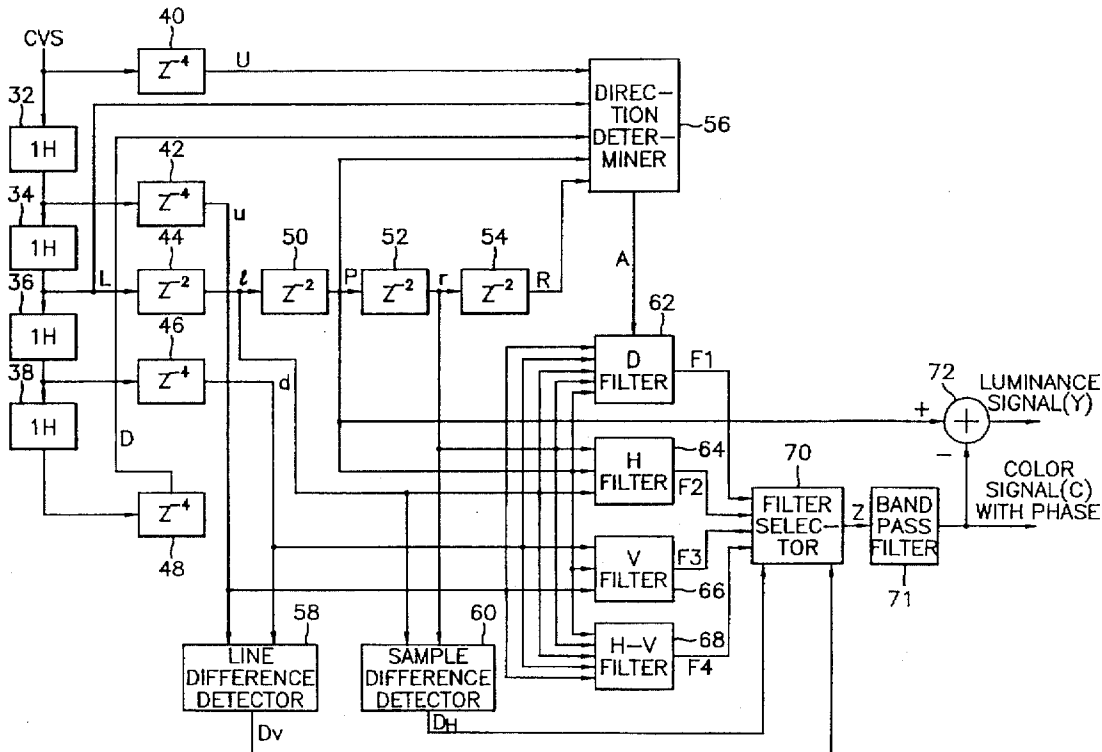 CVS
40
Z⁻⁴
U
DIREC-
TION
DETER-
MINER
56
32
1H
42
Z⁻⁴
u
34
1H
44
L
Z⁻²
ℓ
50
Z⁻²
P
52
Z⁻²
r
54
Z⁻²
R
A
36
1H
46
Z⁻⁴
d
38
1H
D
Z⁻⁴
48
62
D
FILTER
F1
72
+
+
−
LUMINANCE
SIGNAL(Y)
64
H
FILTER
F2
70
FILTER
SELEC-
TOR
Z
BAND
PASS
FILTER
71
COLOR
SIGNAL(C)
WITH PHASE
V
FILTER
F3
66
58
LINE
DIFFERENCE
DETECTOR
Dv
60
SAMPLE
DIFFERENCE
DETECTOR
DH
H-V
FILTER
68
F4